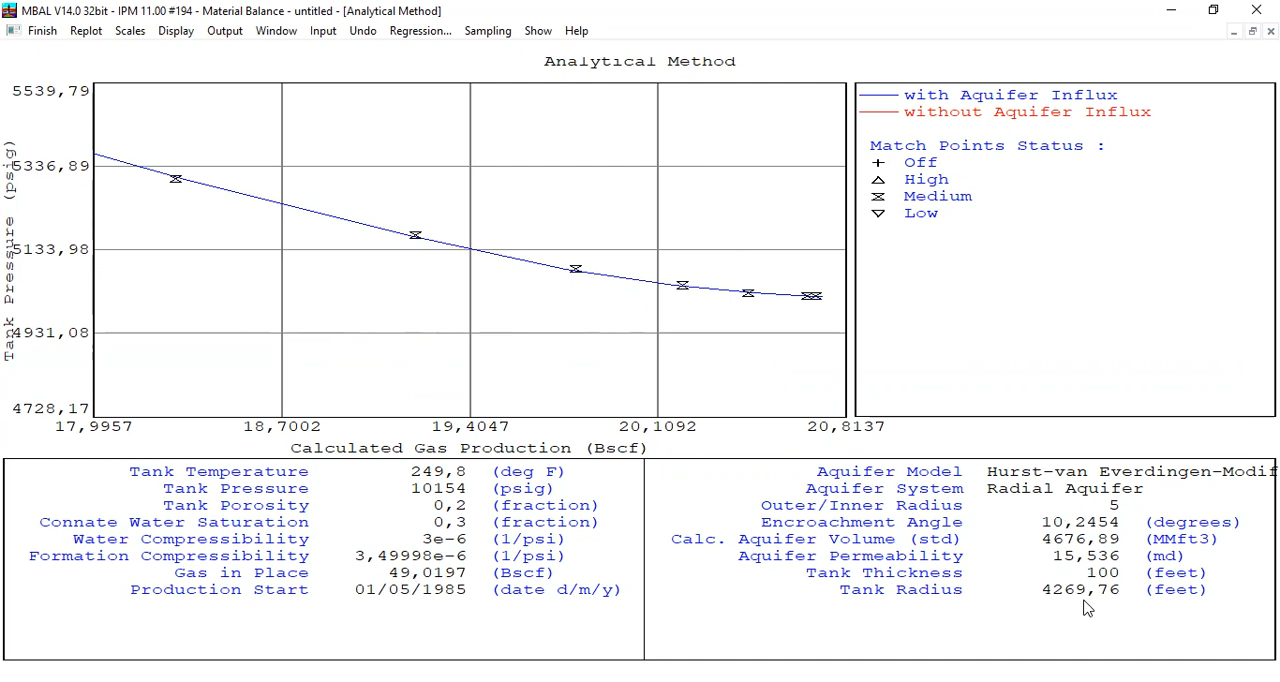 MBAL V14.0 32bit - IPM 11.00 #194 - Material Balance - untitled - [Analytical Method]
Finish Replot Scales Display Output Window Input Undo Regression... Sampling Show Help
Analytical Method
5539,79
5336,89
5133,98
4931,08
4728,17
Tank Pressure (psig)
17,9957 18,7002 19,4047 20,1092 20,8137
Calculated Gas Production (Bscf)
with Aquifer Influx
without Aquifer Influx
Match Points Status :
Off
High
Medium
Low
Tank Temperature 249,8 (deg F)
Tank Pressure 10154 (psig)
Tank Porosity 0,2 (fraction)
Connate Water Saturation 0,3 (fraction)
Water Compressibility 3e-6 (1/psi)
Formation Compressibility 3,49998e-6 (1/psi)
Gas in Place 49,0197 (Bscf)
Production Start 01/05/1985 (date d/m/y)
Aquifer Model Hurst-van Everdingen-Modif
Aquifer System Radial Aquifer
Outer/Inner Radius 5
Encroachment Angle 10,2454 (degrees)
Calc. Aquifer Volume (std) 4676,89 (MMft3)
Aquifer Permeability 15,536 (md)
Tank Thickness 100 (feet)
Tank Radius 4269,76 (feet)